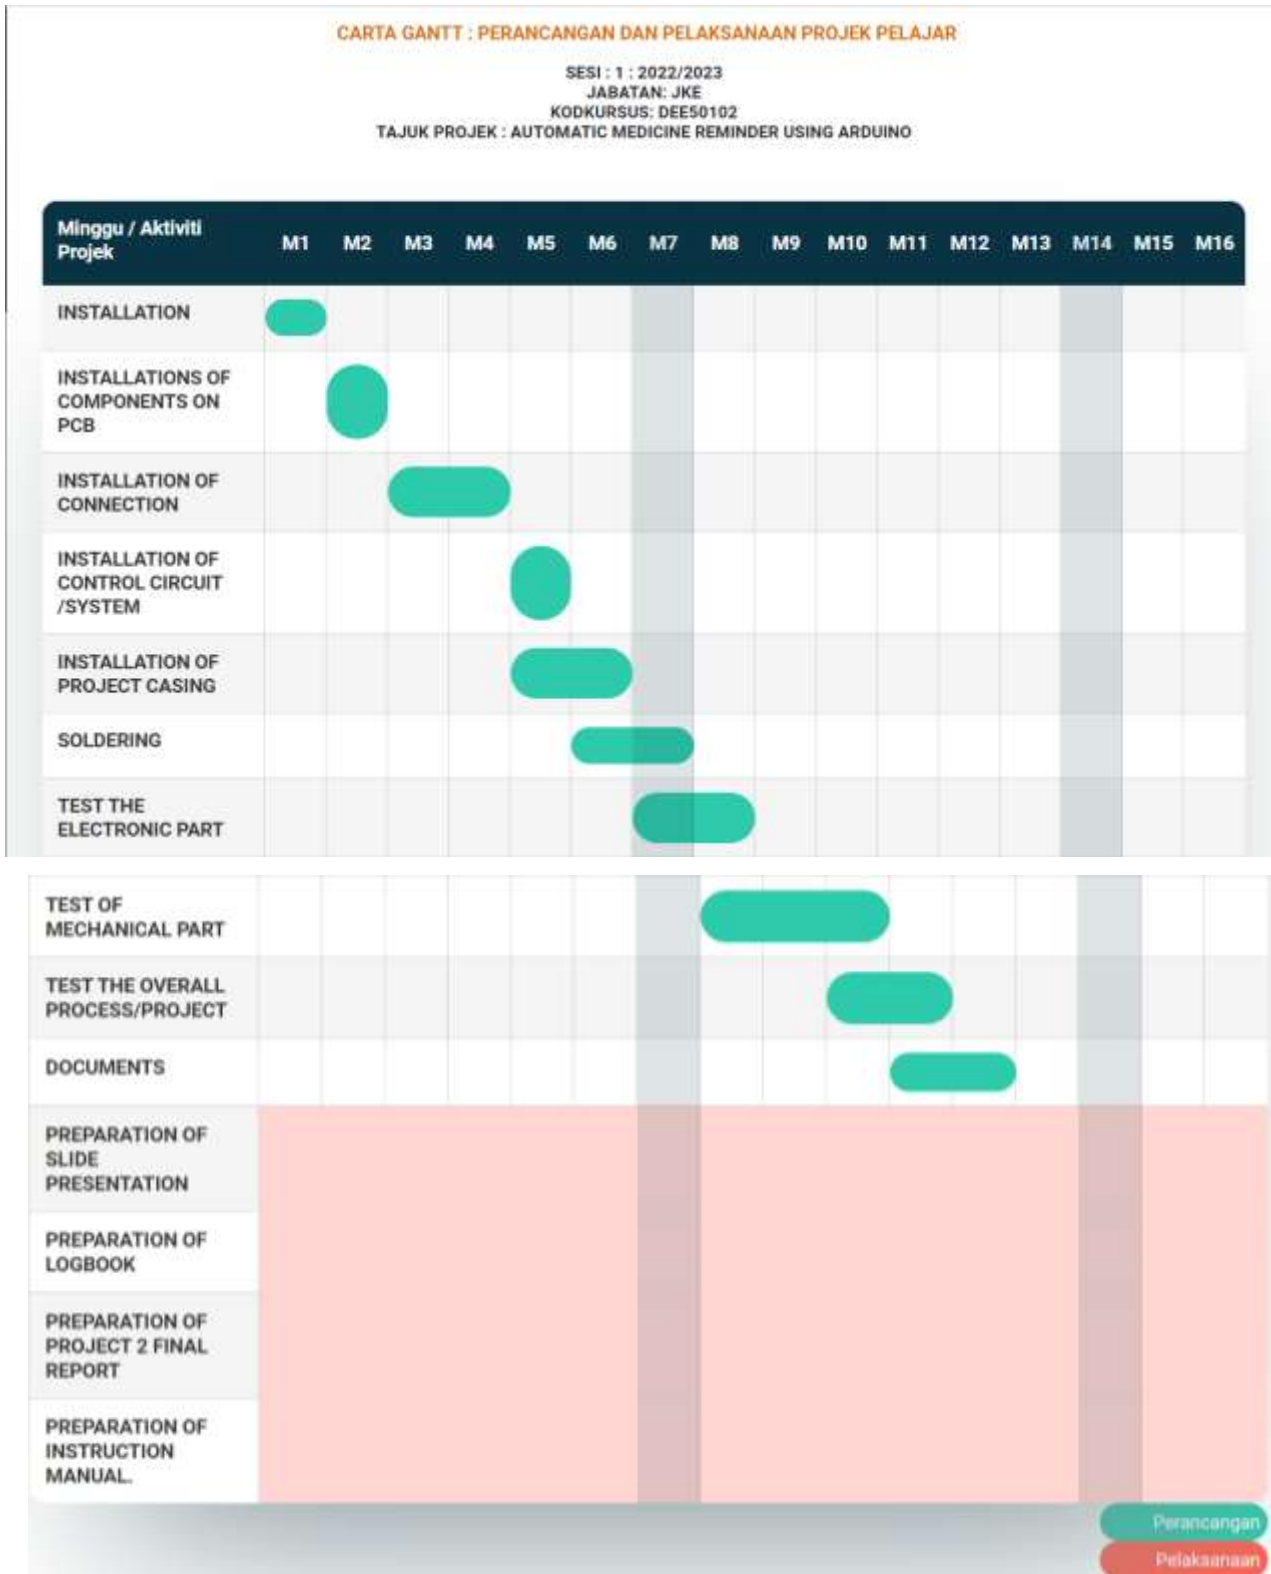 CARTA GANTT : PERANCANGAN DAN PELAKSANAAN PROJEK PELAJAR
SESI : 1 : 2022/2023
JABATAN: JKE
KODKURSUS: DEE50102
TAJUK PROJEK : AUTOMATIC MEDICINE REMINDER USING ARDUINO
Minggu / Aktiviti
Projek
M1 M2 M3 M4 M5 M6 M7 M8 M9 M10 M11 M12 M13 M14 M15 M16
INSTALLATION
INSTALLATIONS OF
COMPONENTS ON
PCB
INSTALLATION OF
CONNECTION
INSTALLATION OF
CONTROL CIRCUIT
/SYSTEM
INSTALLATION OF
PROJECT CASING
SOLDERING
TEST THE
ELECTRONIC PART
TEST OF
MECHANICAL PART
TEST THE OVERALL
PROCESS/PROJECT
DOCUMENTS
PREPARATION OF
SLIDE
PRESENTATION
PREPARATION OF
LOGBOOK
PREPARATION OF
PROJECT 2 FINAL
REPORT
PREPARATION OF
INSTRUCTION
MANUAL.
Perancangan
Pelaksanaan